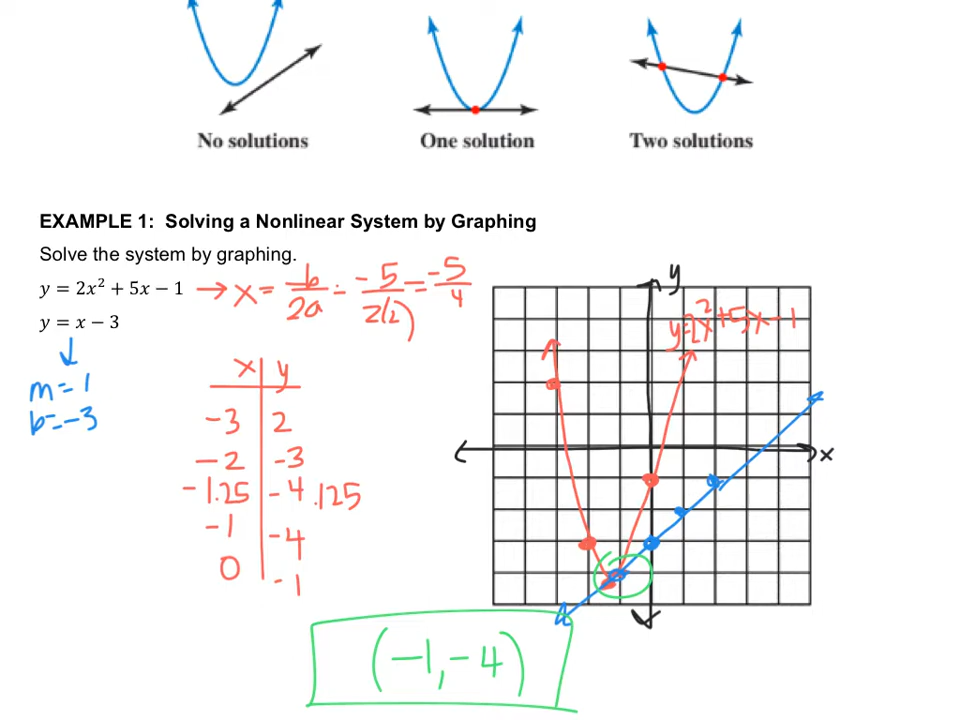 No solutions One solution Two solutions
EXAMPLE 1: Solving a Nonlinear System by Graphing
Solve the system by graphing.
y = 2x² + 5x − 1 → x = b/2a = -5/2(2) = -5/4
y = x − 3
m = 1
b = -3
x | y
-3 | 2
-2 | -3
-1.25 | -4.125
-1 | -4
0 | -1
y
y=2x²+5x-1
x
(-1,-4)